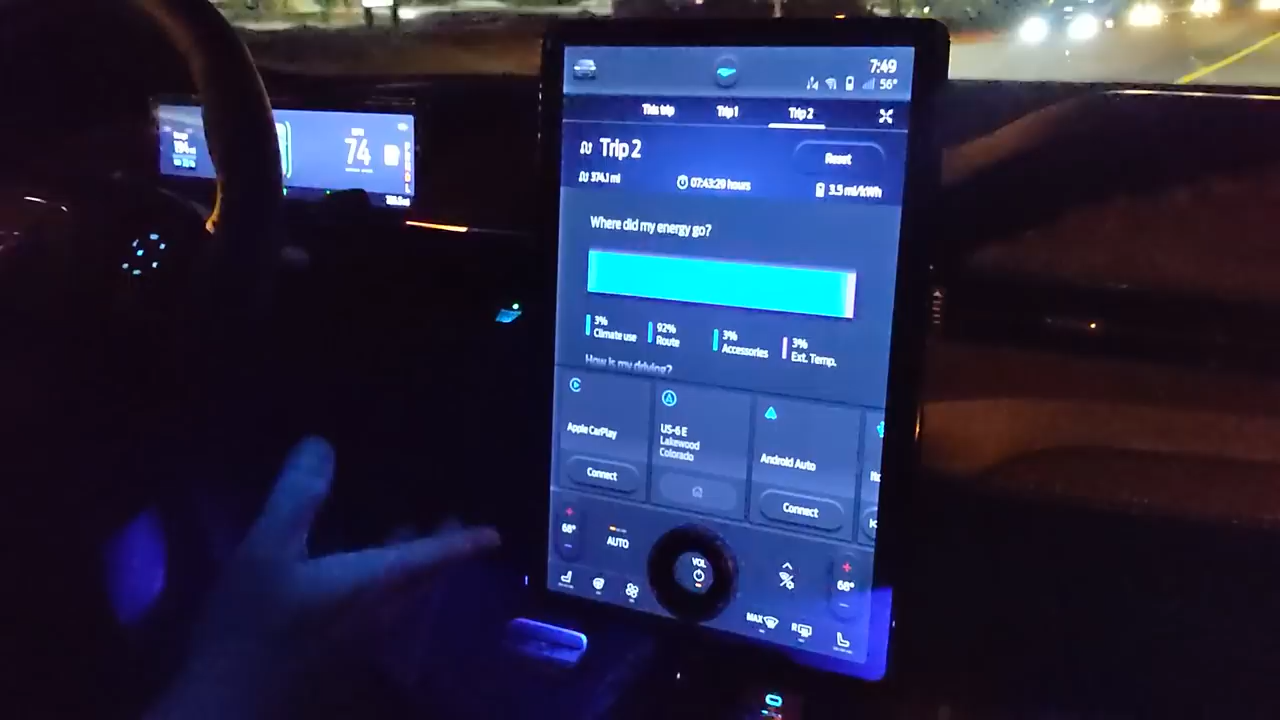 7:49
56°
This trip Trip 1 Trip 2
Trip 2
Reset
374.1 mi 07:43:29 hours 3.5 mi/kWh
Where did my energy go?
3% 92% 3% 3%
Climate use Route Accessories Ext. Temp.
How is my driving?
Apple CarPlay
Connect
US-6 E
Lakewood
Colorado
Android Auto
Connect
68° AUTO VOL 68°
MAX R
74